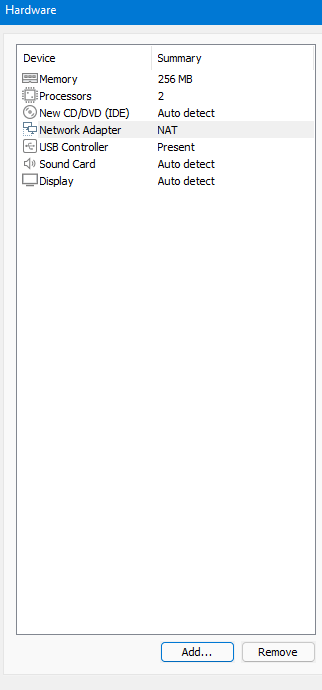 Hardware
Device Summary
Memory 256 MB
Processors 2
New CD/DVD (IDE) Auto detect
Network Adapter NAT
USB Controller Present
Sound Card Auto detect
Display Auto detect
Add... Remove